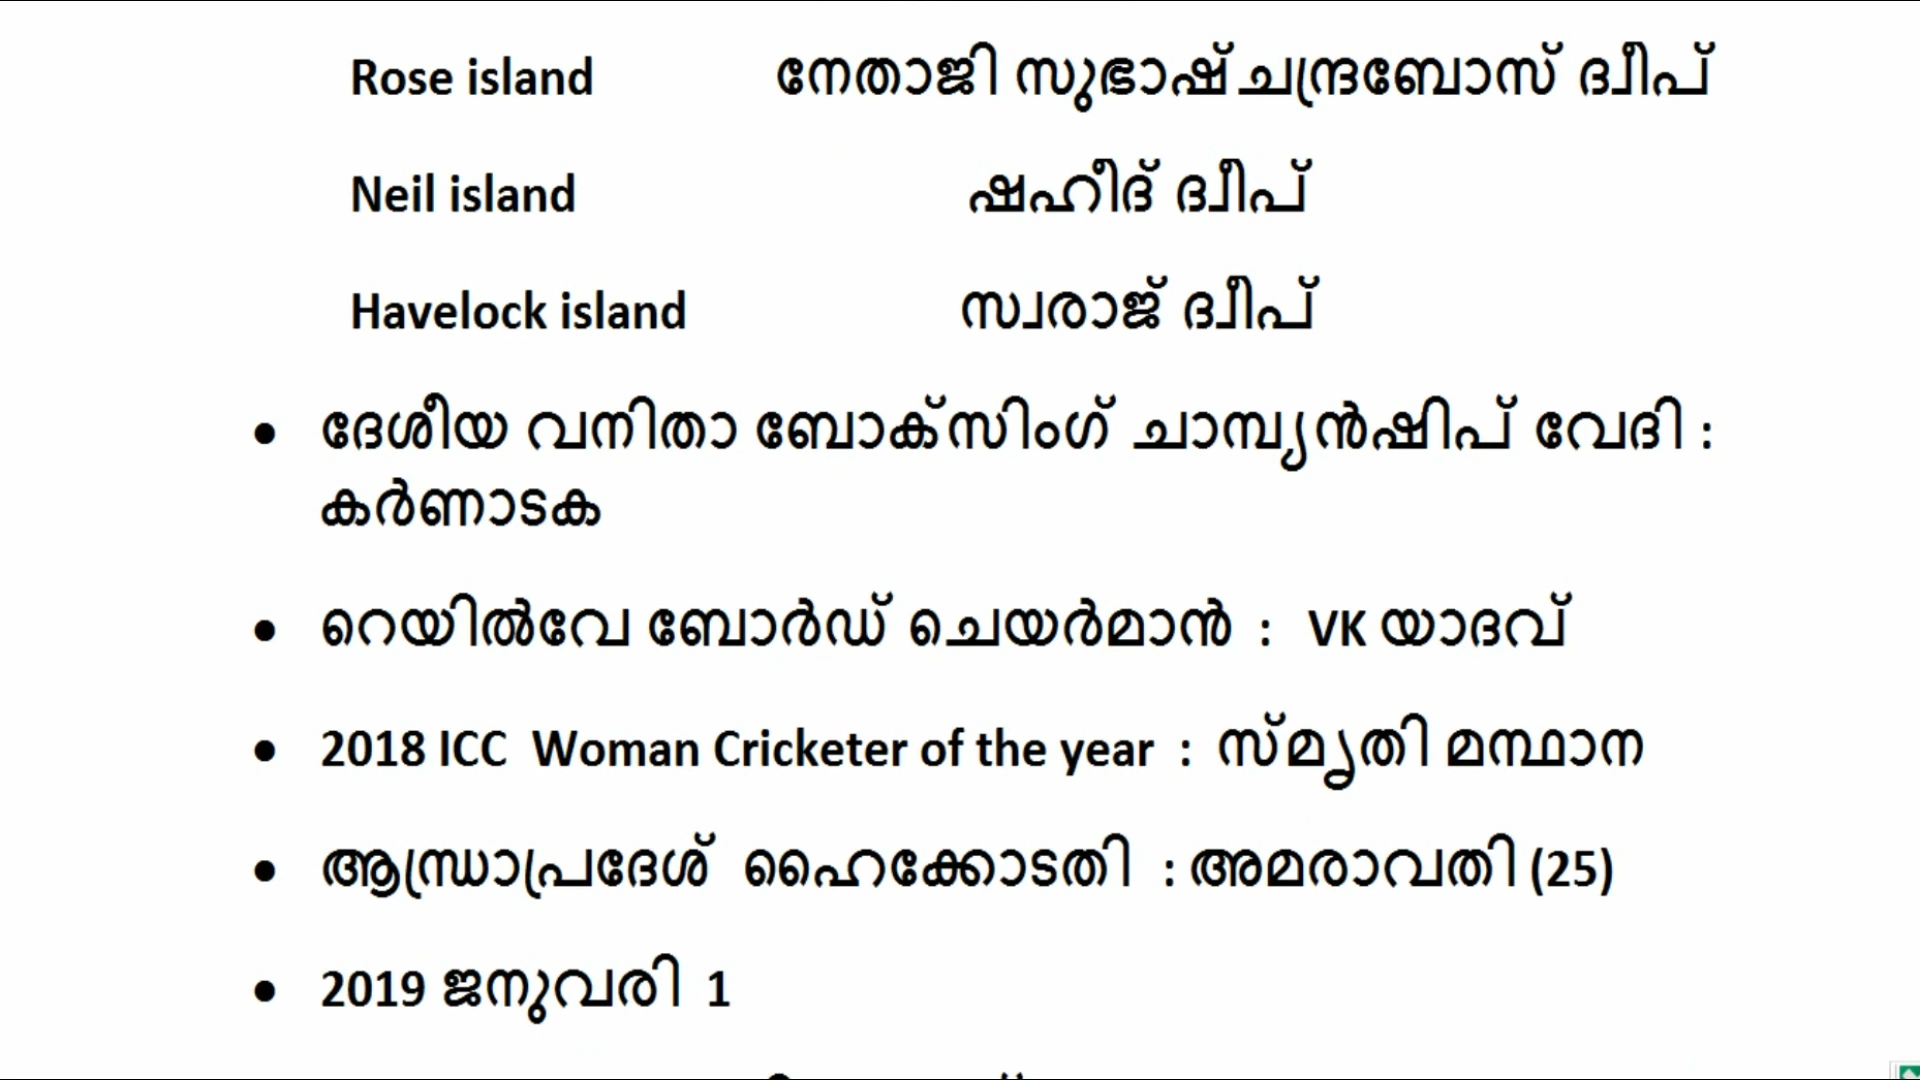 Rose island നേതാജി സുഭാഷ് ചന്ദ്രബോസ് ദ്വീപ്
Neil island ഷഹീദ് ദ്വീപ്
Havelock island സ്വരാജ് ദ്വീപ്
• ദേശീയ വനിതാ ബോക്സിംഗ് ചാമ്പ്യൻഷിപ് വേദി :
കർണാടക
• റെയിൽവേ ബോർഡ് ചെയർമാൻ : VK യാദവ്
• 2018 ICC Woman Cricketer of the year : സ്മൃതി മന്ഥാന
• ആന്ധ്രാപ്രദേശ് ഹൈക്കോടതി : അമരാവതി (25)
• 2019 ജനുവരി 1